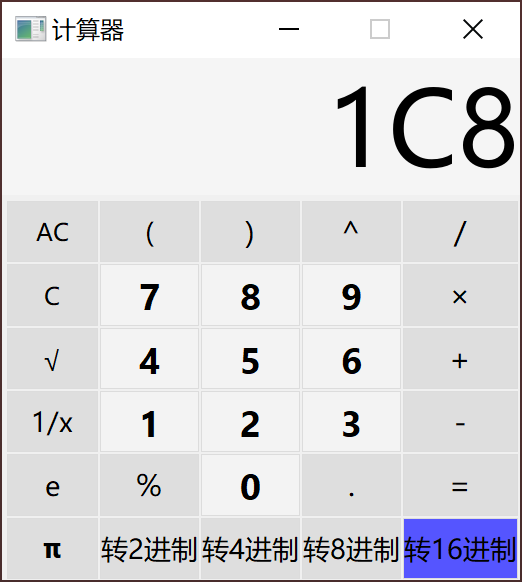 计算器
1C8
AC ( ) ^ /
C 7 8 9 ×
√ 4 5 6 +
1/x 1 2 3 -
e % 0 . =
π 转2进制 转4进制 转8进制 转16进制